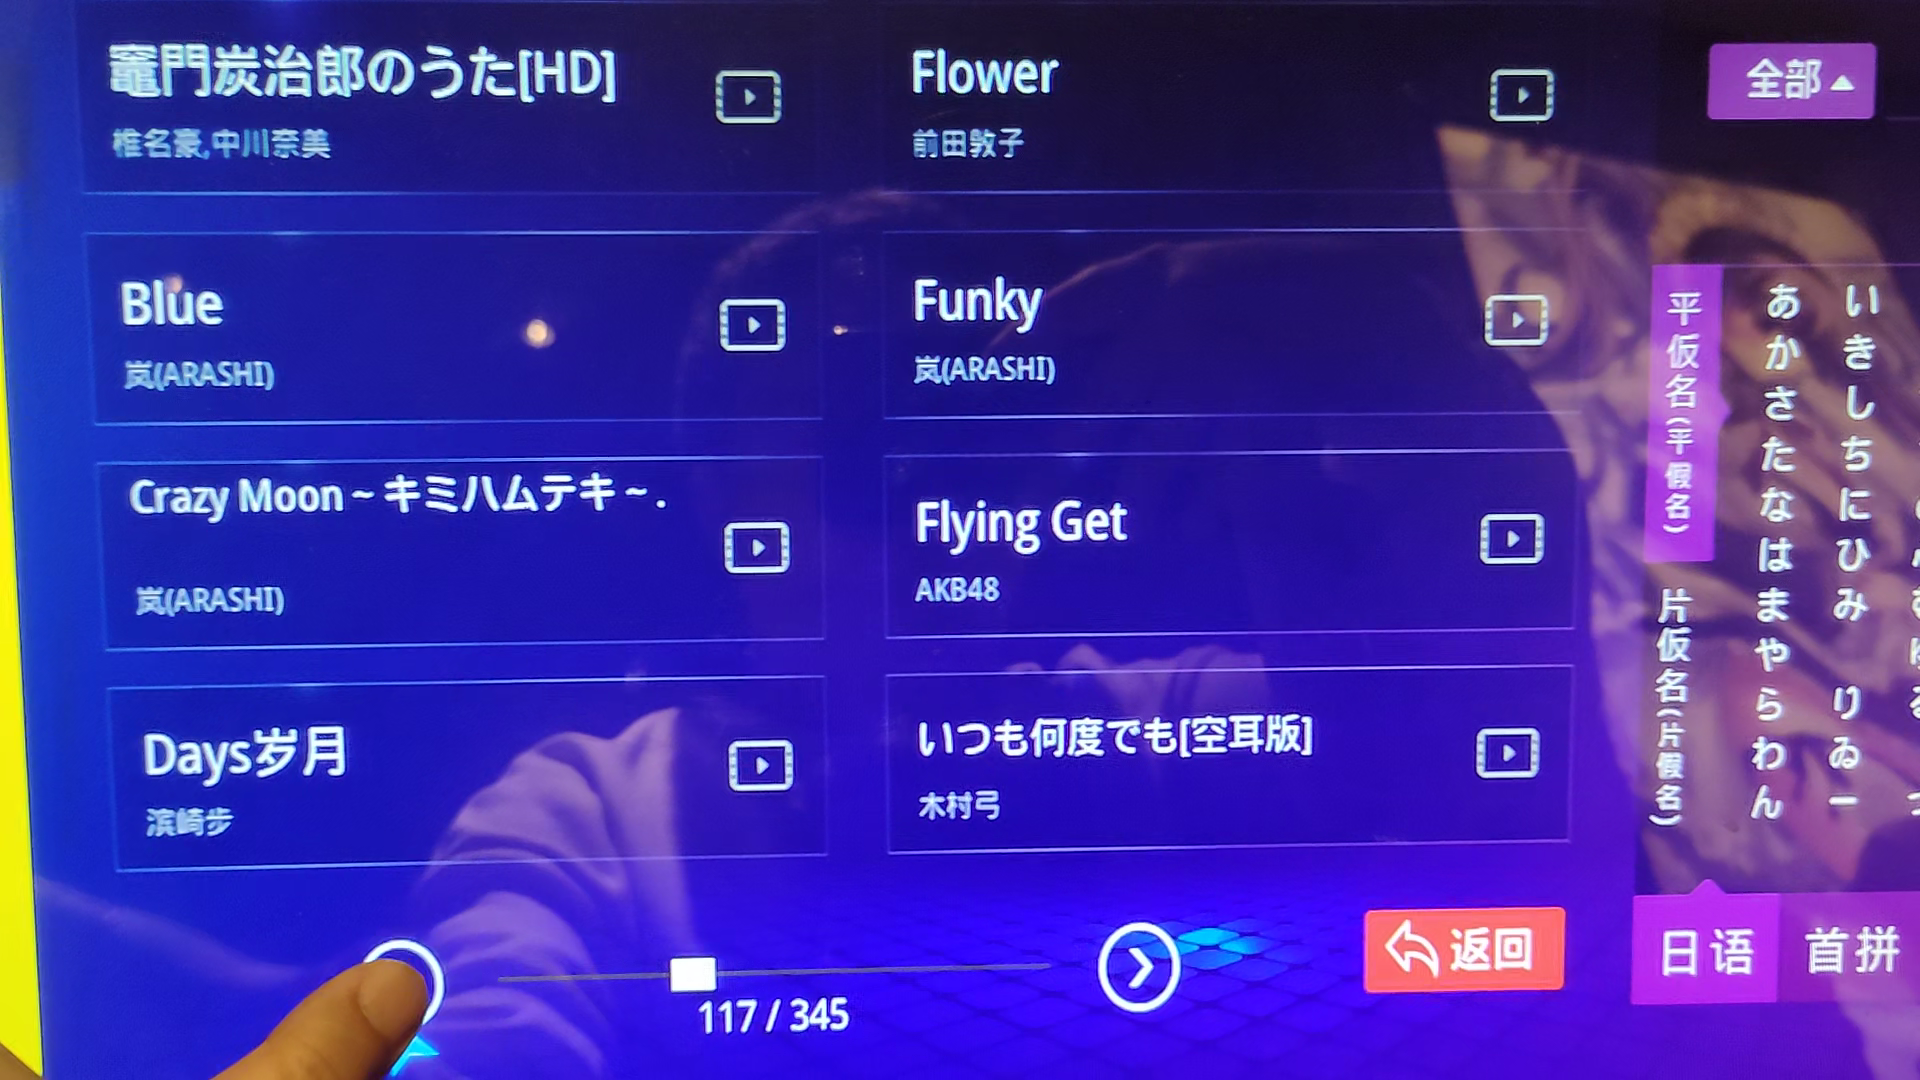 竈門炭治郎のうた[HD]
椎名豪,中川奈美
Flower
前田敦子
Blue
岚(ARASHI)
Funky
岚(ARASHI)
Crazy Moon～キミハムテキ～.
岚(ARASHI)
Flying Get
AKB48
Days岁月
滨崎步
いつも何度でも[空耳版]
木村弓
117 / 345
返回
全部
平仮名(平假名)
片仮名(片假名)
あかさたなはまやらわん
いきしちにひみ りゐー
日语
首拼